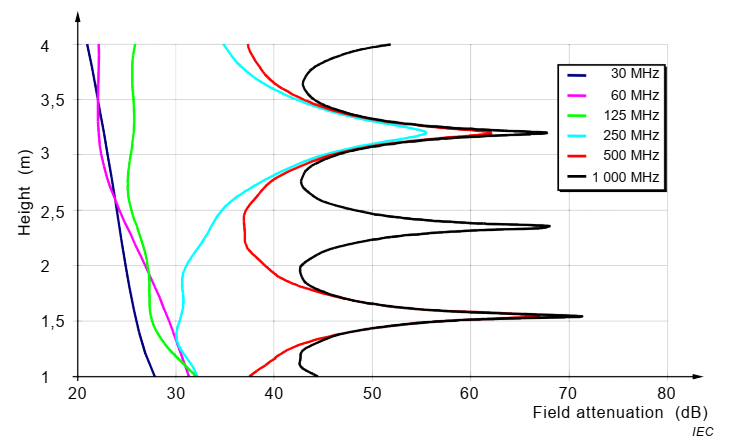 4
3,5
3
2,5
2
1,5
1
Height (m)
20 30 40 50 60 70 80
Field attenuation (dB)
30 MHz
60 MHz
125 MHz
250 MHz
500 MHz
1 000 MHz
IEC